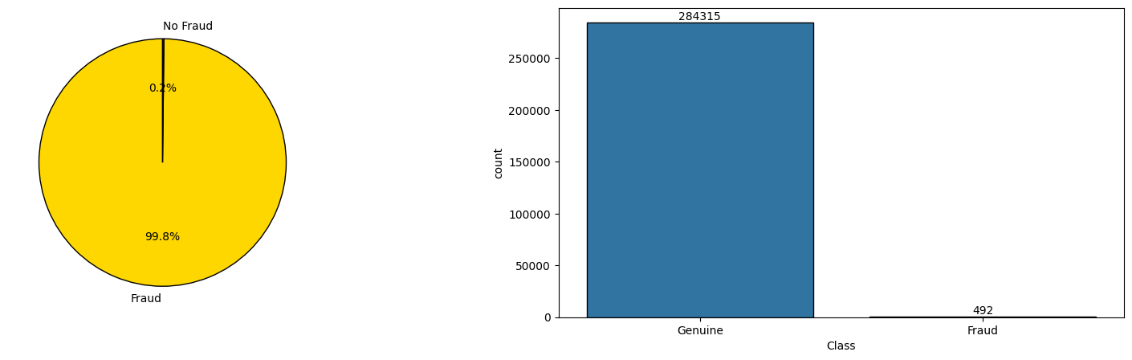 No Fraud
0.2%
99.8%
Fraud
284315
250000
200000
150000
100000
50000
0
count
492
Genuine
Fraud
Class